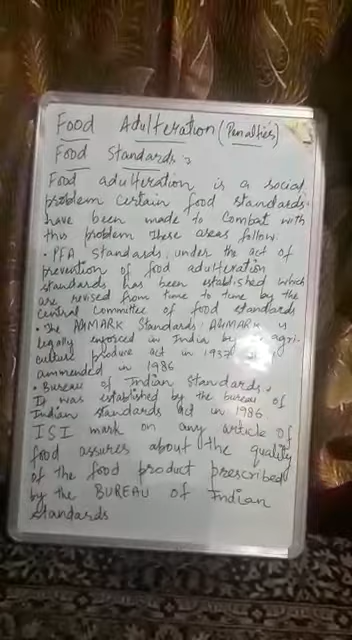 Food Adulteration (Penalties)
Food Standards :
Food adulteration is a social
problem certain food standards
have been made to combat with
this problem These areas follow.
• PFA Standards: under the act of
prevention of food adulteration
standards has been established which
are revised from time to time by the
central committee of food standards
• The AGMARK Standards: AGMARK is
legally enforced in India by agri-
culture produce act in 1937
ammended in 1986
• Bureau of Indian Standards.
It was established by the bureau of
Indian standards act in 1986
ISI mark on any article of
food assures about the quality
of the food product prescribed
by the BUREAU of Indian
Standards